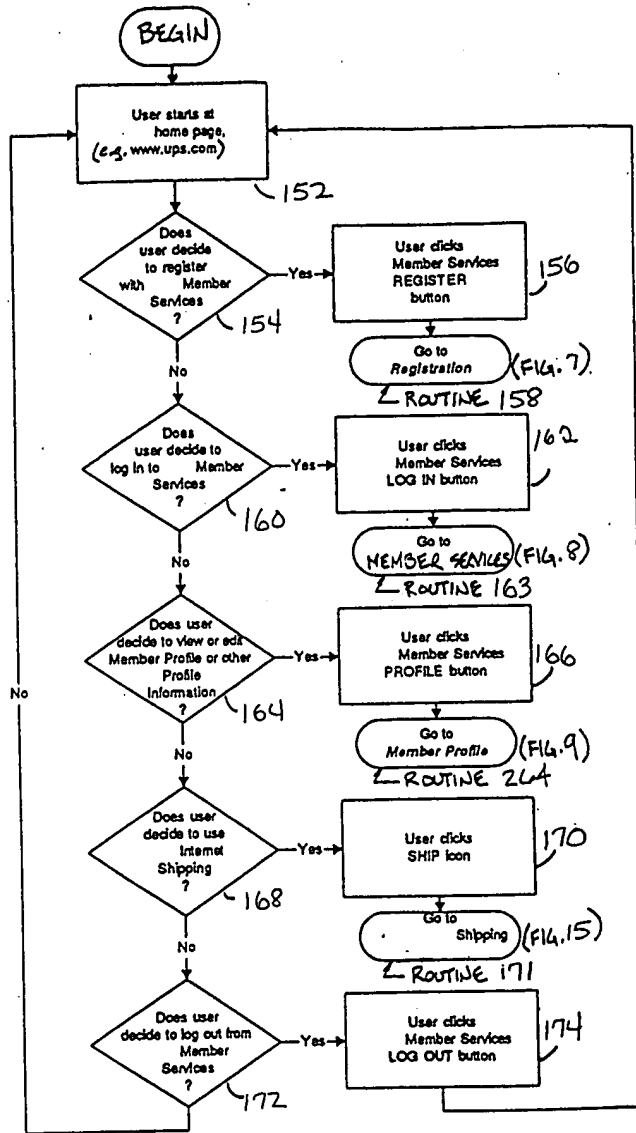 BEGIN
User starts at
home page,
(e.g. www.ups.com)
152
Does
user decide
to register
with Member
Services
?
154
Yes
User clicks
Member Services
REGISTER
button
156
Go to
Registration
(FIG. 7).
ROUTINE 158
No
Does
user decide to
log in to Member
Services
?
160
Yes
User clicks
Member Services
LOG IN button
162
Go to
MEMBER SERVICES
(FIG. 8)
ROUTINE 163
No
Does user
decide to view or edit
Member Profile or other
Profile
Information
?
164
Yes
User clicks
Member Services
PROFILE button
166
Go to
Member Profile
(FIG. 9)
ROUTINE 264
No
No
Does user
decide to use
Internet
Shipping
?
168
Yes
User clicks
SHIP icon
170
Go to
Shipping
(FIG. 15)
ROUTINE 171
No
Does user
decide to log out from
Member
Services
?
172
Yes
User clicks
Member Services
LOG OUT button
174